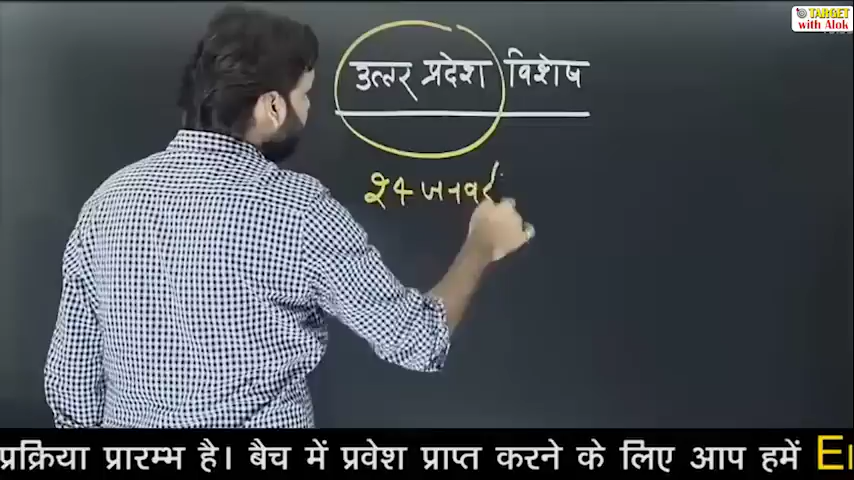 TARGET
with Alok
उत्तर प्रदेश विशेष
24 जनवरी
प्रक्रिया प्रारम्भ है। बैच में प्रवेश प्राप्त करने के लिए आप हमें